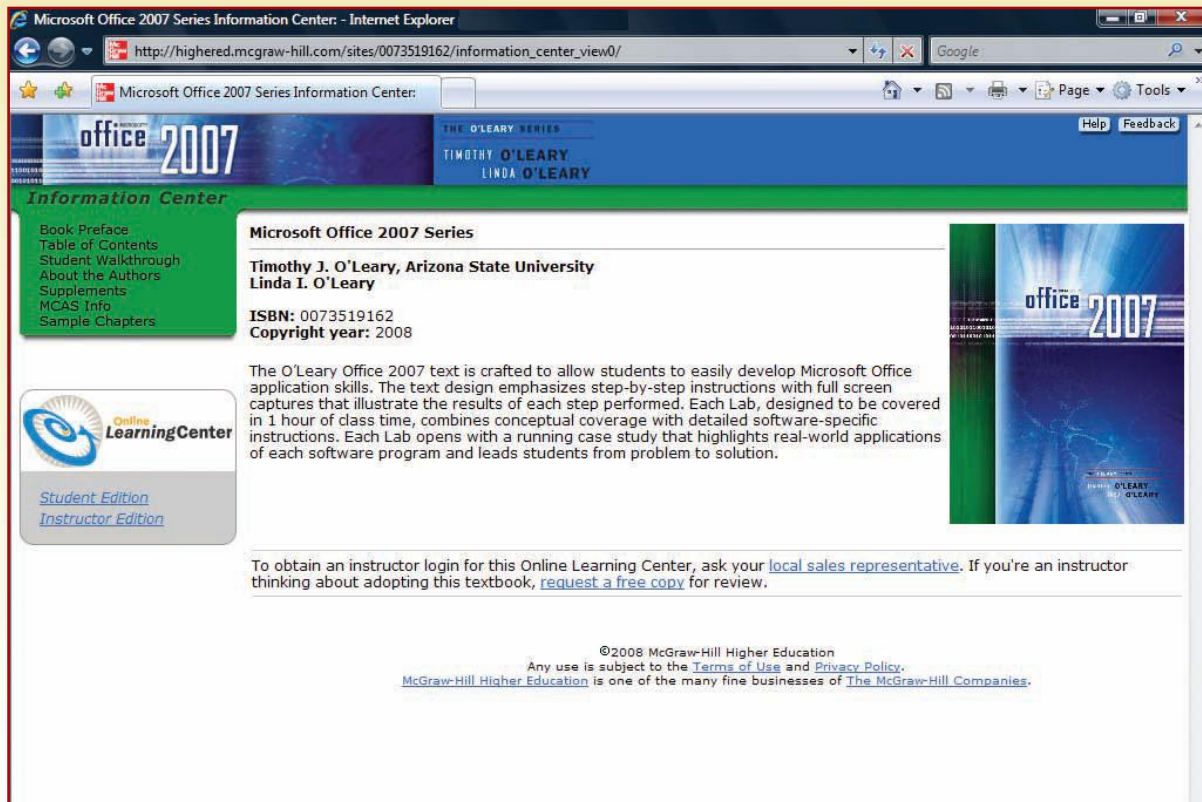 Microsoft Office 2007 Series Information Center: - Internet Explorer
http://highered.mcgraw-hill.com/sites/0073519162/information_center_view0/
Google
Microsoft Office 2007 Series Information Center:
Page
Tools
office 2007
THE O'LEARY SERIES
TIMOTHY O'LEARY
LINDA O'LEARY
Help Feedback
Information Center
Book Preface
Table of Contents
Student Walkthrough
About the Authors
Supplements
MCAS Info
Sample Chapters
Online
LearningCenter
Student Edition
Instructor Edition
Microsoft Office 2007 Series
Timothy J. O'Leary, Arizona State University
Linda I. O'Leary
ISBN: 0073519162
Copyright year: 2008
The O'Leary Office 2007 text is crafted to allow students to easily develop Microsoft Office
application skills. The text design emphasizes step-by-step instructions with full screen
captures that illustrate the results of each step performed. Each Lab, designed to be covered
in 1 hour of class time, combines conceptual coverage with detailed software-specific
instructions. Each Lab opens with a running case study that highlights real-world applications
of each software program and leads students from problem to solution.
office 2007
O'LEARY
O'LEARY
To obtain an instructor login for this Online Learning Center, ask your local sales representative. If you're an instructor
thinking about adopting this textbook, request a free copy for review.
©2008 McGraw-Hill Higher Education
Any use is subject to the Terms of Use and Privacy Policy.
McGraw-Hill Higher Education is one of the many fine businesses of The McGraw-Hill Companies.